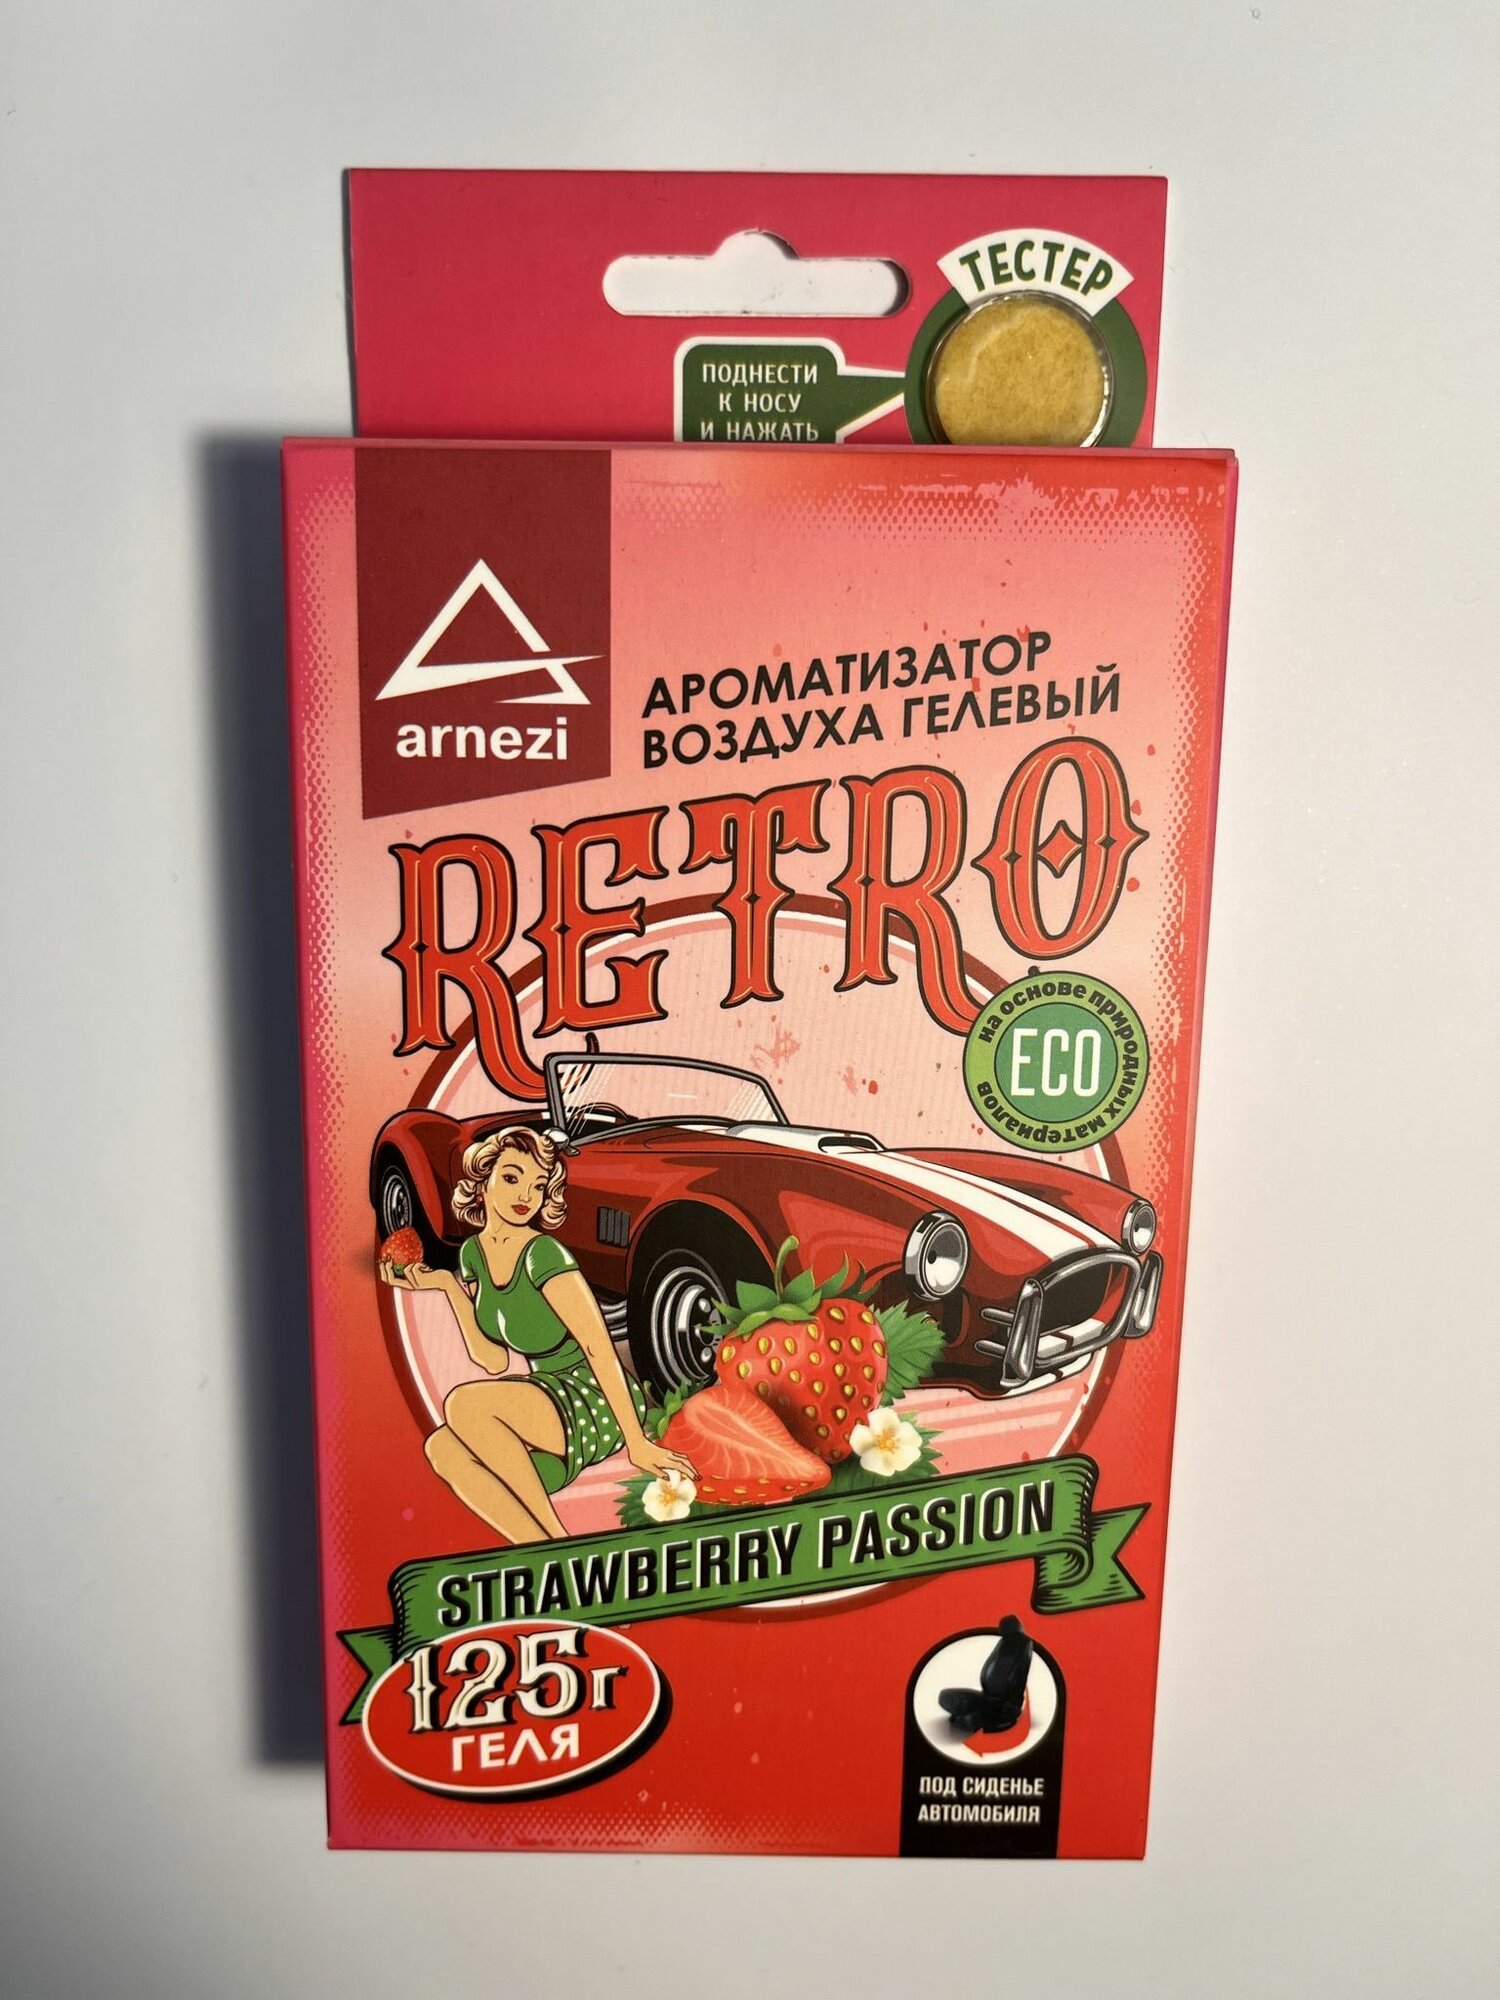 ТЕСТЕР
ПОДНЕСТИ
К НОСУ
И НАЖАТЬ
arnezi
АРОМАТИЗАТОР
ВОЗДУХА ГЕЛЕВЫЙ
RETRO
на основе природных материалов
ECO
STRAWBERRY PASSION
125г
ГЕЛЯ
ПОД СИДЕНЬЕ
АВТОМОБИЛЯ